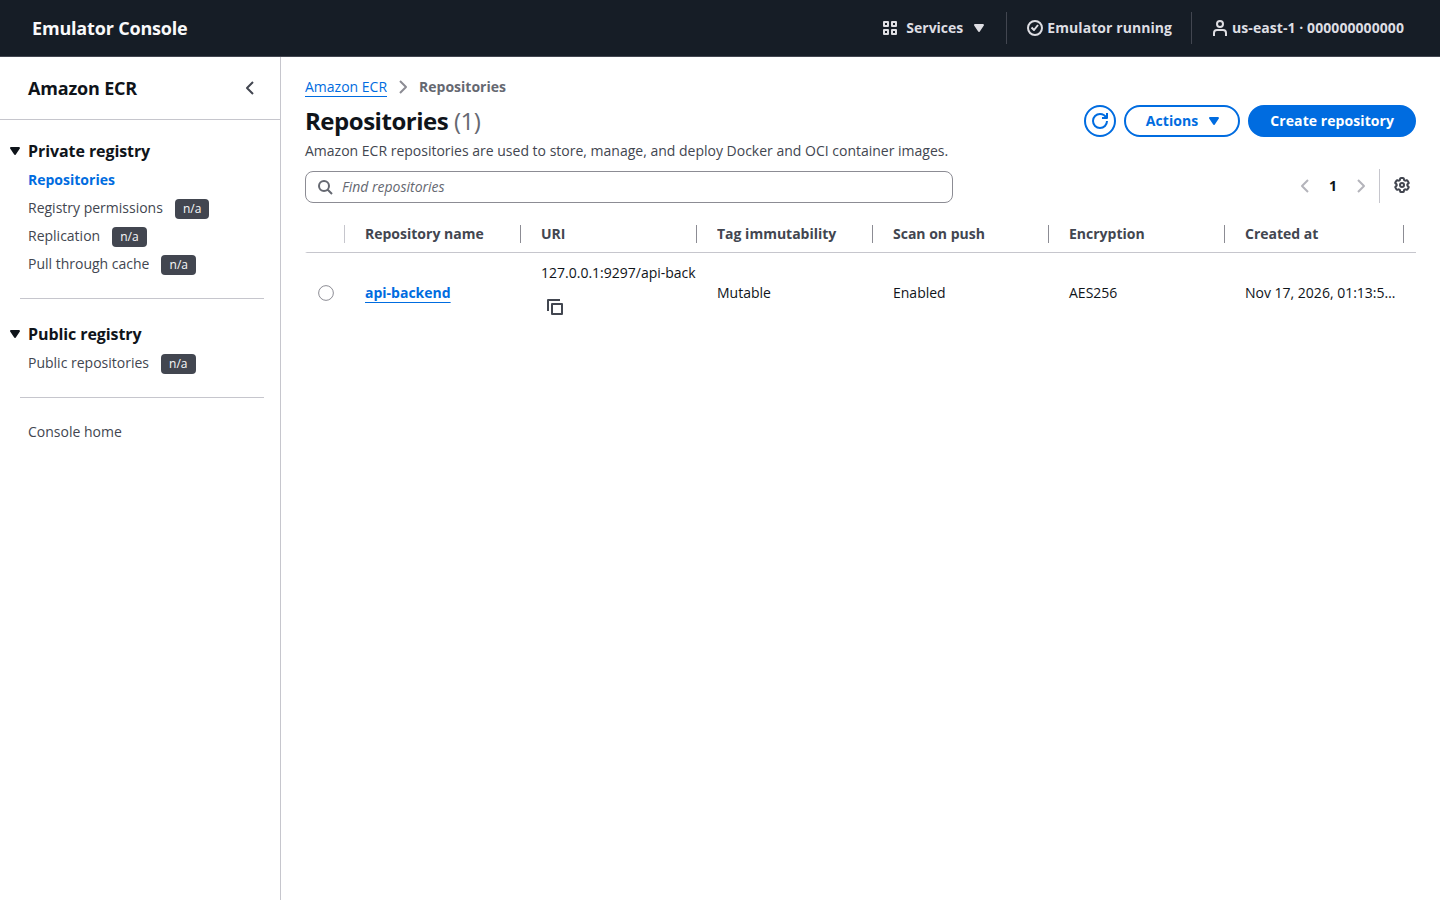 Emulator Console
Services
Emulator running
us-east-1 · 000000000000
Amazon ECR
Private registry
Repositories
Registry permissions n/a
Replication n/a
Pull through cache n/a
Public registry
Public repositories n/a
Console home
Amazon ECR > Repositories
Repositories (1)
Actions
Create repository
Amazon ECR repositories are used to store, manage, and deploy Docker and OCI container images.
Find repositories
1
Repository name URI Tag immutability Scan on push Encryption Created at
api-backend 127.0.0.1:9297/api-back Mutable Enabled AES256 Nov 17, 2026, 01:13:5...